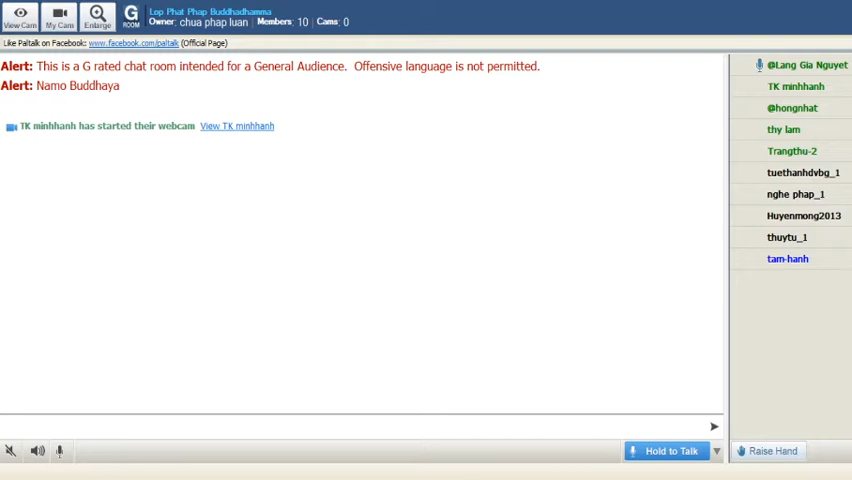 View Cam
My Cam
Enlarge
G
ROOM
Lop Phat Phap Buddhadhamma
Owner: chua phap luan Members: 10 Cams: 0
Like Paltalk on Facebook: www.facebook.com/paltalk (Official Page)
Alert: This is a G rated chat room intended for a General Audience. Offensive language is not permitted.
Alert: Namo Buddhaya
TK minhhanh has started their webcam View TK minhhanh
@Lang Gia Nguyet
TK minhhanh
@hongnhat
thy lam
Trangthu-2
tuethanhdvbg_1
nghe phap_1
Huyenmong2013
thuytu_1
tam-hanh
Hold to Talk
Raise Hand